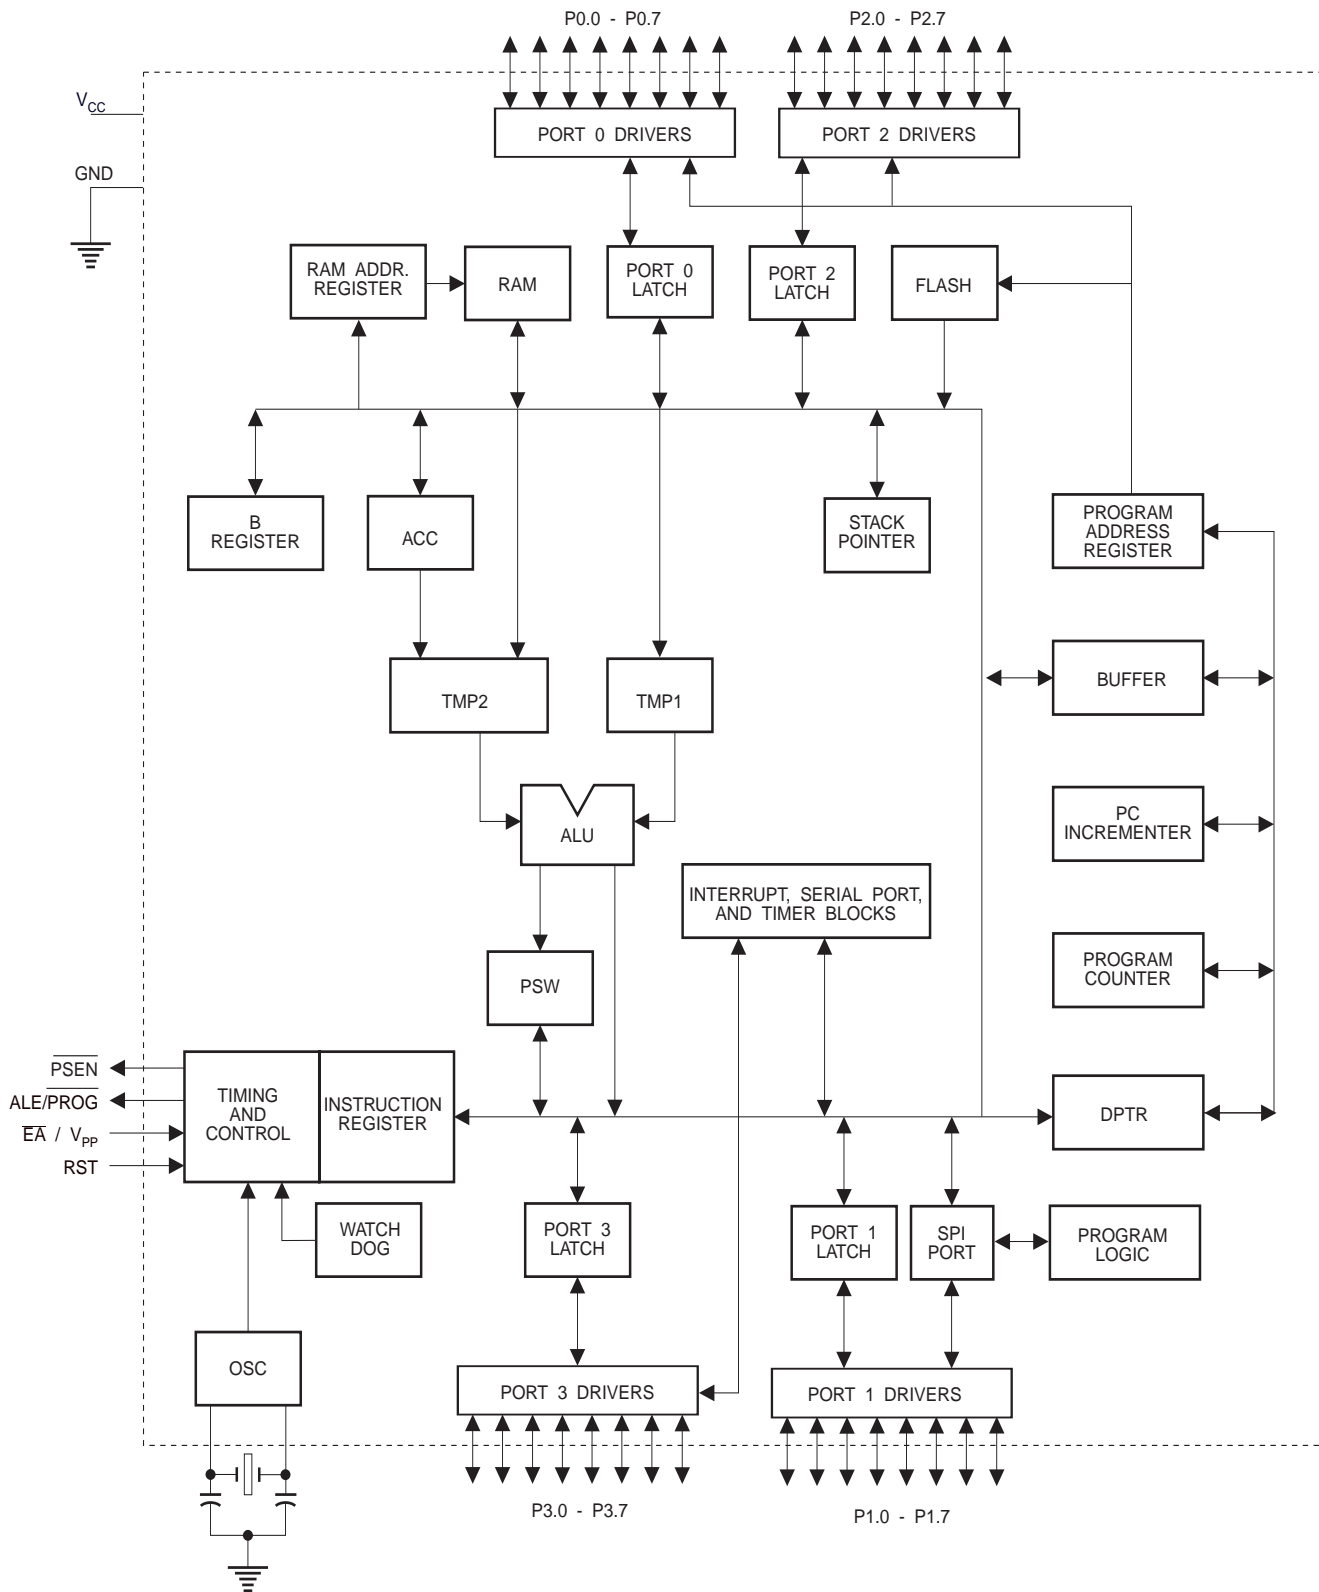 P0.0 - P0.7
P2.0 - P2.7
VCC
PORT 0 DRIVERS
PORT 2 DRIVERS
GND
RAM ADDR.
REGISTER
RAM
PORT 0
LATCH
PORT 2
LATCH
FLASH
B
REGISTER
ACC
STACK
POINTER
PROGRAM
ADDRESS
REGISTER
TMP2
TMP1
BUFFER
ALU
PC
INCREMENTER
INTERRUPT, SERIAL PORT,
AND TIMER BLOCKS
PSW
PROGRAM
COUNTER
PSEN
ALE/PROG
EA / VPP
RST
TIMING
AND
CONTROL
INSTRUCTION
REGISTER
DPTR
WATCH
DOG
PORT 3
LATCH
PORT 1
LATCH
SPI
PORT
PROGRAM
LOGIC
OSC
PORT 3 DRIVERS
PORT 1 DRIVERS
P3.0 - P3.7
P1.0 - P1.7